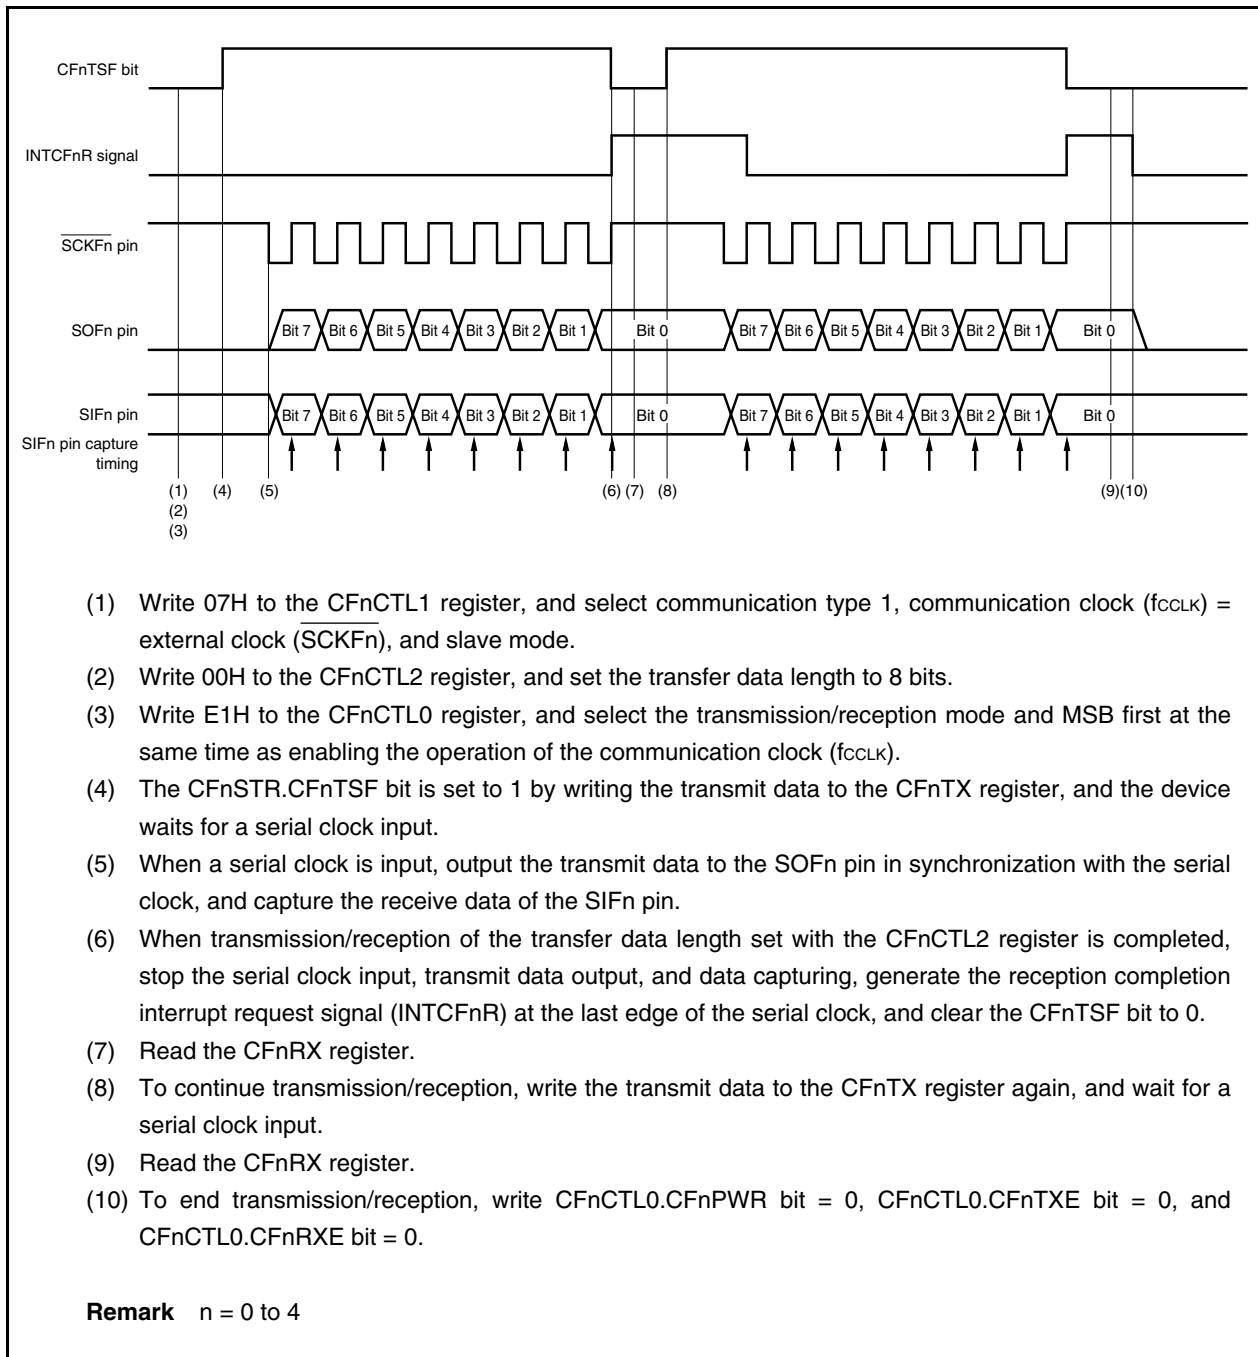 CFnTSF bit
INTCFnR signal
SCKFn pin
SOFn pin
Bit 7 Bit 6 Bit 5 Bit 4 Bit 3 Bit 2 Bit 1 Bit 0 Bit 7 Bit 6 Bit 5 Bit 4 Bit 3 Bit 2 Bit 1 Bit 0
SIFn pin
Bit 7 Bit 6 Bit 5 Bit 4 Bit 3 Bit 2 Bit 1 Bit 0 Bit 7 Bit 6 Bit 5 Bit 4 Bit 3 Bit 2 Bit 1 Bit 0
SIFn pin capture
timing
(1) (4) (5) (6) (7) (8) (9) (10)
(2)
(3)
(1) Write 07H to the CFnCTL1 register, and select communication type 1, communication clock (fCCLK) =
external clock (SCKFn), and slave mode.
(2) Write 00H to the CFnCTL2 register, and set the transfer data length to 8 bits.
(3) Write E1H to the CFnCTL0 register, and select the transmission/reception mode and MSB first at the
same time as enabling the operation of the communication clock (fCCLK).
(4) The CFnSTR.CFnTSF bit is set to 1 by writing the transmit data to the CFnTX register, and the device
waits for a serial clock input.
(5) When a serial clock is input, output the transmit data to the SOFn pin in synchronization with the serial
clock, and capture the receive data of the SIFn pin.
(6) When transmission/reception of the transfer data length set with the CFnCTL2 register is completed,
stop the serial clock input, transmit data output, and data capturing, generate the reception completion
interrupt request signal (INTCFnR) at the last edge of the serial clock, and clear the CFnTSF bit to 0.
(7) Read the CFnRX register.
(8) To continue transmission/reception, write the transmit data to the CFnTX register again, and wait for a
serial clock input.
(9) Read the CFnRX register.
(10) To end transmission/reception, write CFnCTL0.CFnPWR bit = 0, CFnCTL0.CFnTXE bit = 0, and
CFnCTL0.CFnRXE bit = 0.
Remark n = 0 to 4